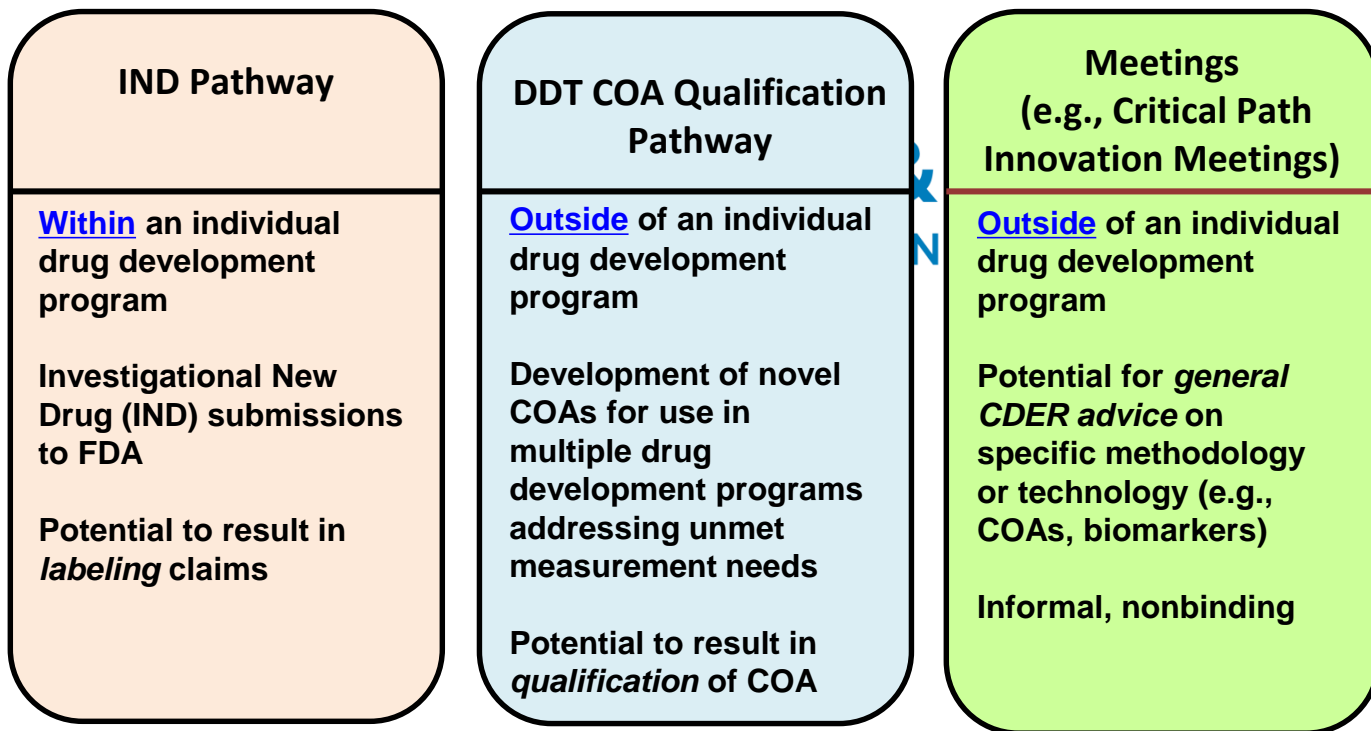 IND Pathway
Within an individual
drug development
program
Investigational New
Drug (IND) submissions
to FDA
Potential to result in
labeling claims
DDT COA Qualification
Pathway
Outside of an individual
drug development
program
Development of novel
COAs for use in
multiple drug
development programs
addressing unmet
measurement needs
Potential to result in
qualification of COA
&
N
Meetings
(e.g., Critical Path
Innovation Meetings)
Outside of an individual
drug development
program
Potential for general
CDER advice on
specific methodology
or technology (e.g.,
COAs, biomarkers)
Informal, nonbinding